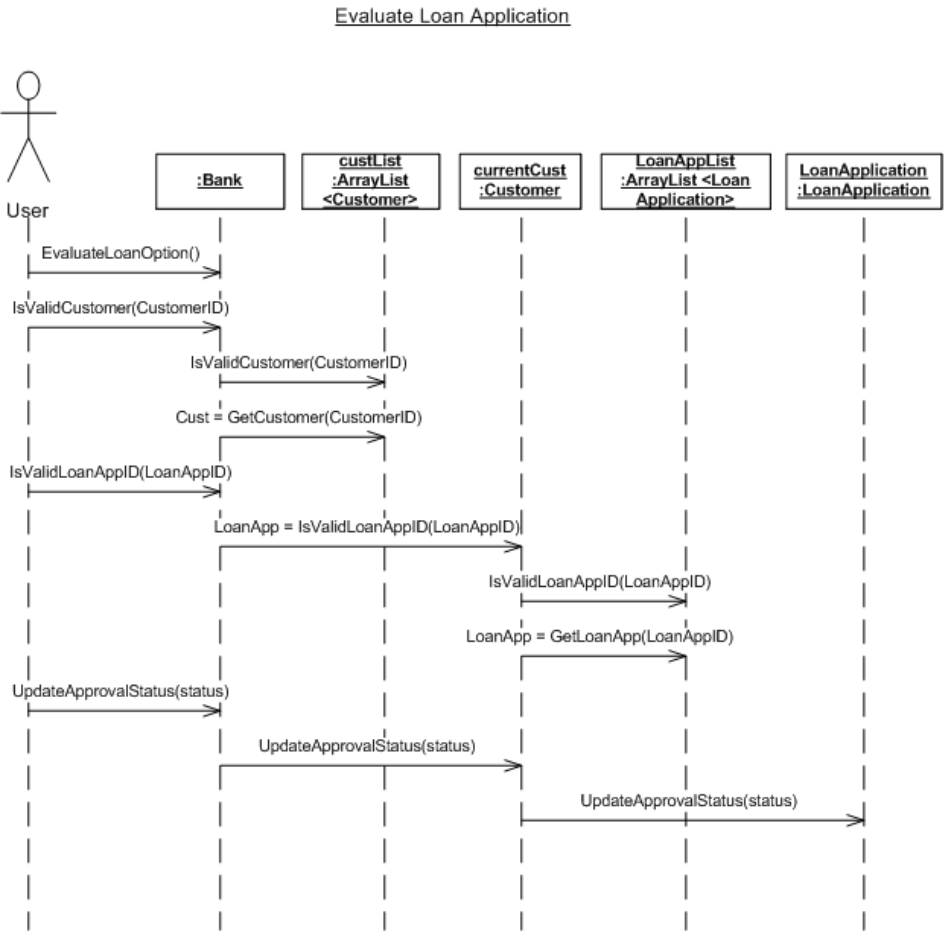 Evaluate Loan Application
User
:Bank
custList
:ArrayList
<Customer>
currentCust
:Customer
LoanAppList
:ArrayList <Loan
Application>
LoanApplication
:LoanApplication
EvaluateLoanOption()
IsValidCustomer(CustomerID)
IsValidCustomer(CustomerID)
Cust = GetCustomer(CustomerID)
IsValidLoanAppID(LoanAppID)
LoanApp = IsValidLoanAppID(LoanAppID)
IsValidLoanAppID(LoanAppID)
LoanApp = GetLoanApp(LoanAppID)
UpdateApprovalStatus(status)
UpdateApprovalStatus(status)
UpdateApprovalStatus(status)